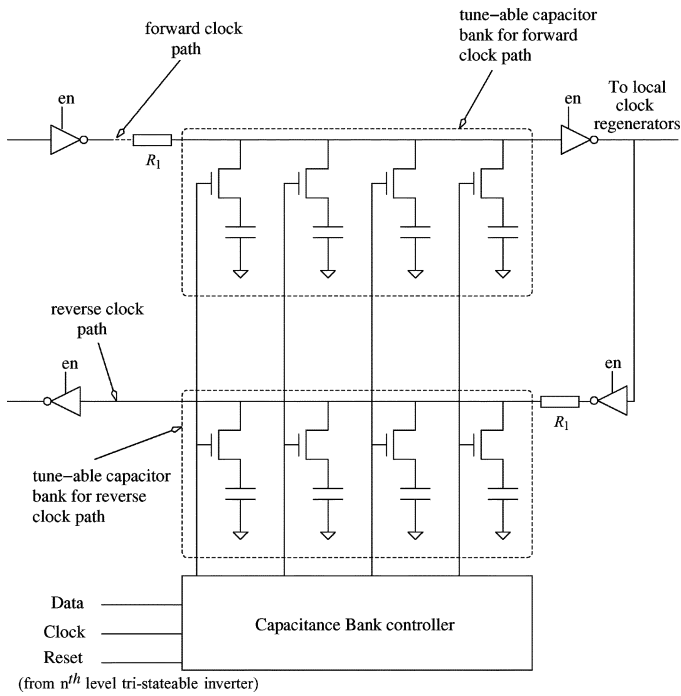 forward clock
path
tune-able capacitor
bank for forward
clock path
To local
clock
regenerators
en
en
R1
reverse clock
path
en
en
R1
tune-able capacitor
bank for reverse
clock path
Data
Clock
Reset
Capacitance Bank controller
(from nth level tri-stateable inverter)